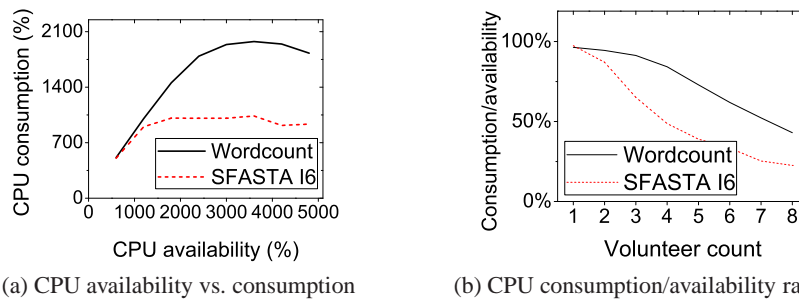 2100
1400
700
0
CPU consumption (%)
Wordcount
SFASTA I6
0 1000 2000 3000 4000 5000
CPU availability (%)
(a) CPU availability vs. consumption
100%
50%
0%
Consumption/availability
Wordcount
SFASTA I6
1 2 3 4 5 6 7 8
Volunteer count
(b) CPU consumption/availability ra